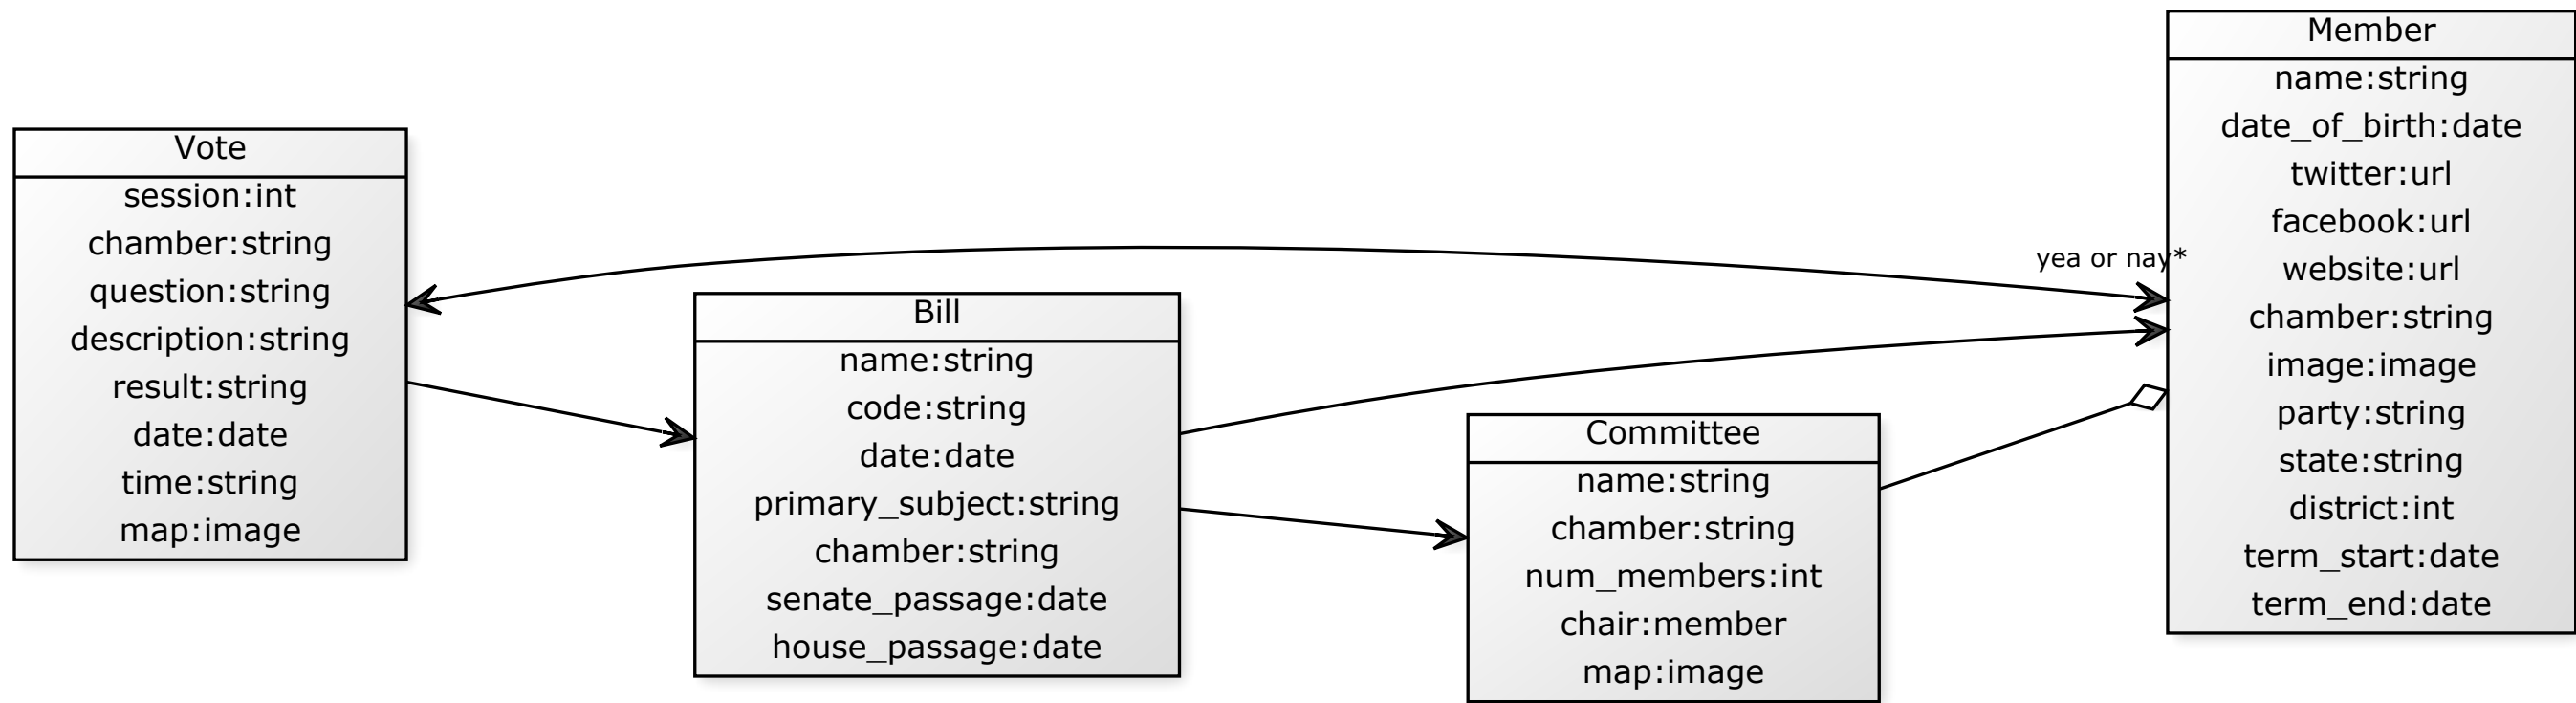 Vote
session:int
chamber:string
question:string
description:string
result:string
date:date
time:string
map:image
Bill
name:string
code:string
date:date
primary_subject:string
chamber:string
senate_passage:date
house_passage:date
Committee
name:string
chamber:string
num_members:int
chair:member
map:image
yea or nay*
Member
name:string
date_of_birth:date
twitter:url
facebook:url
website:url
chamber:string
image:image
party:string
state:string
district:int
term_start:date
term_end:date